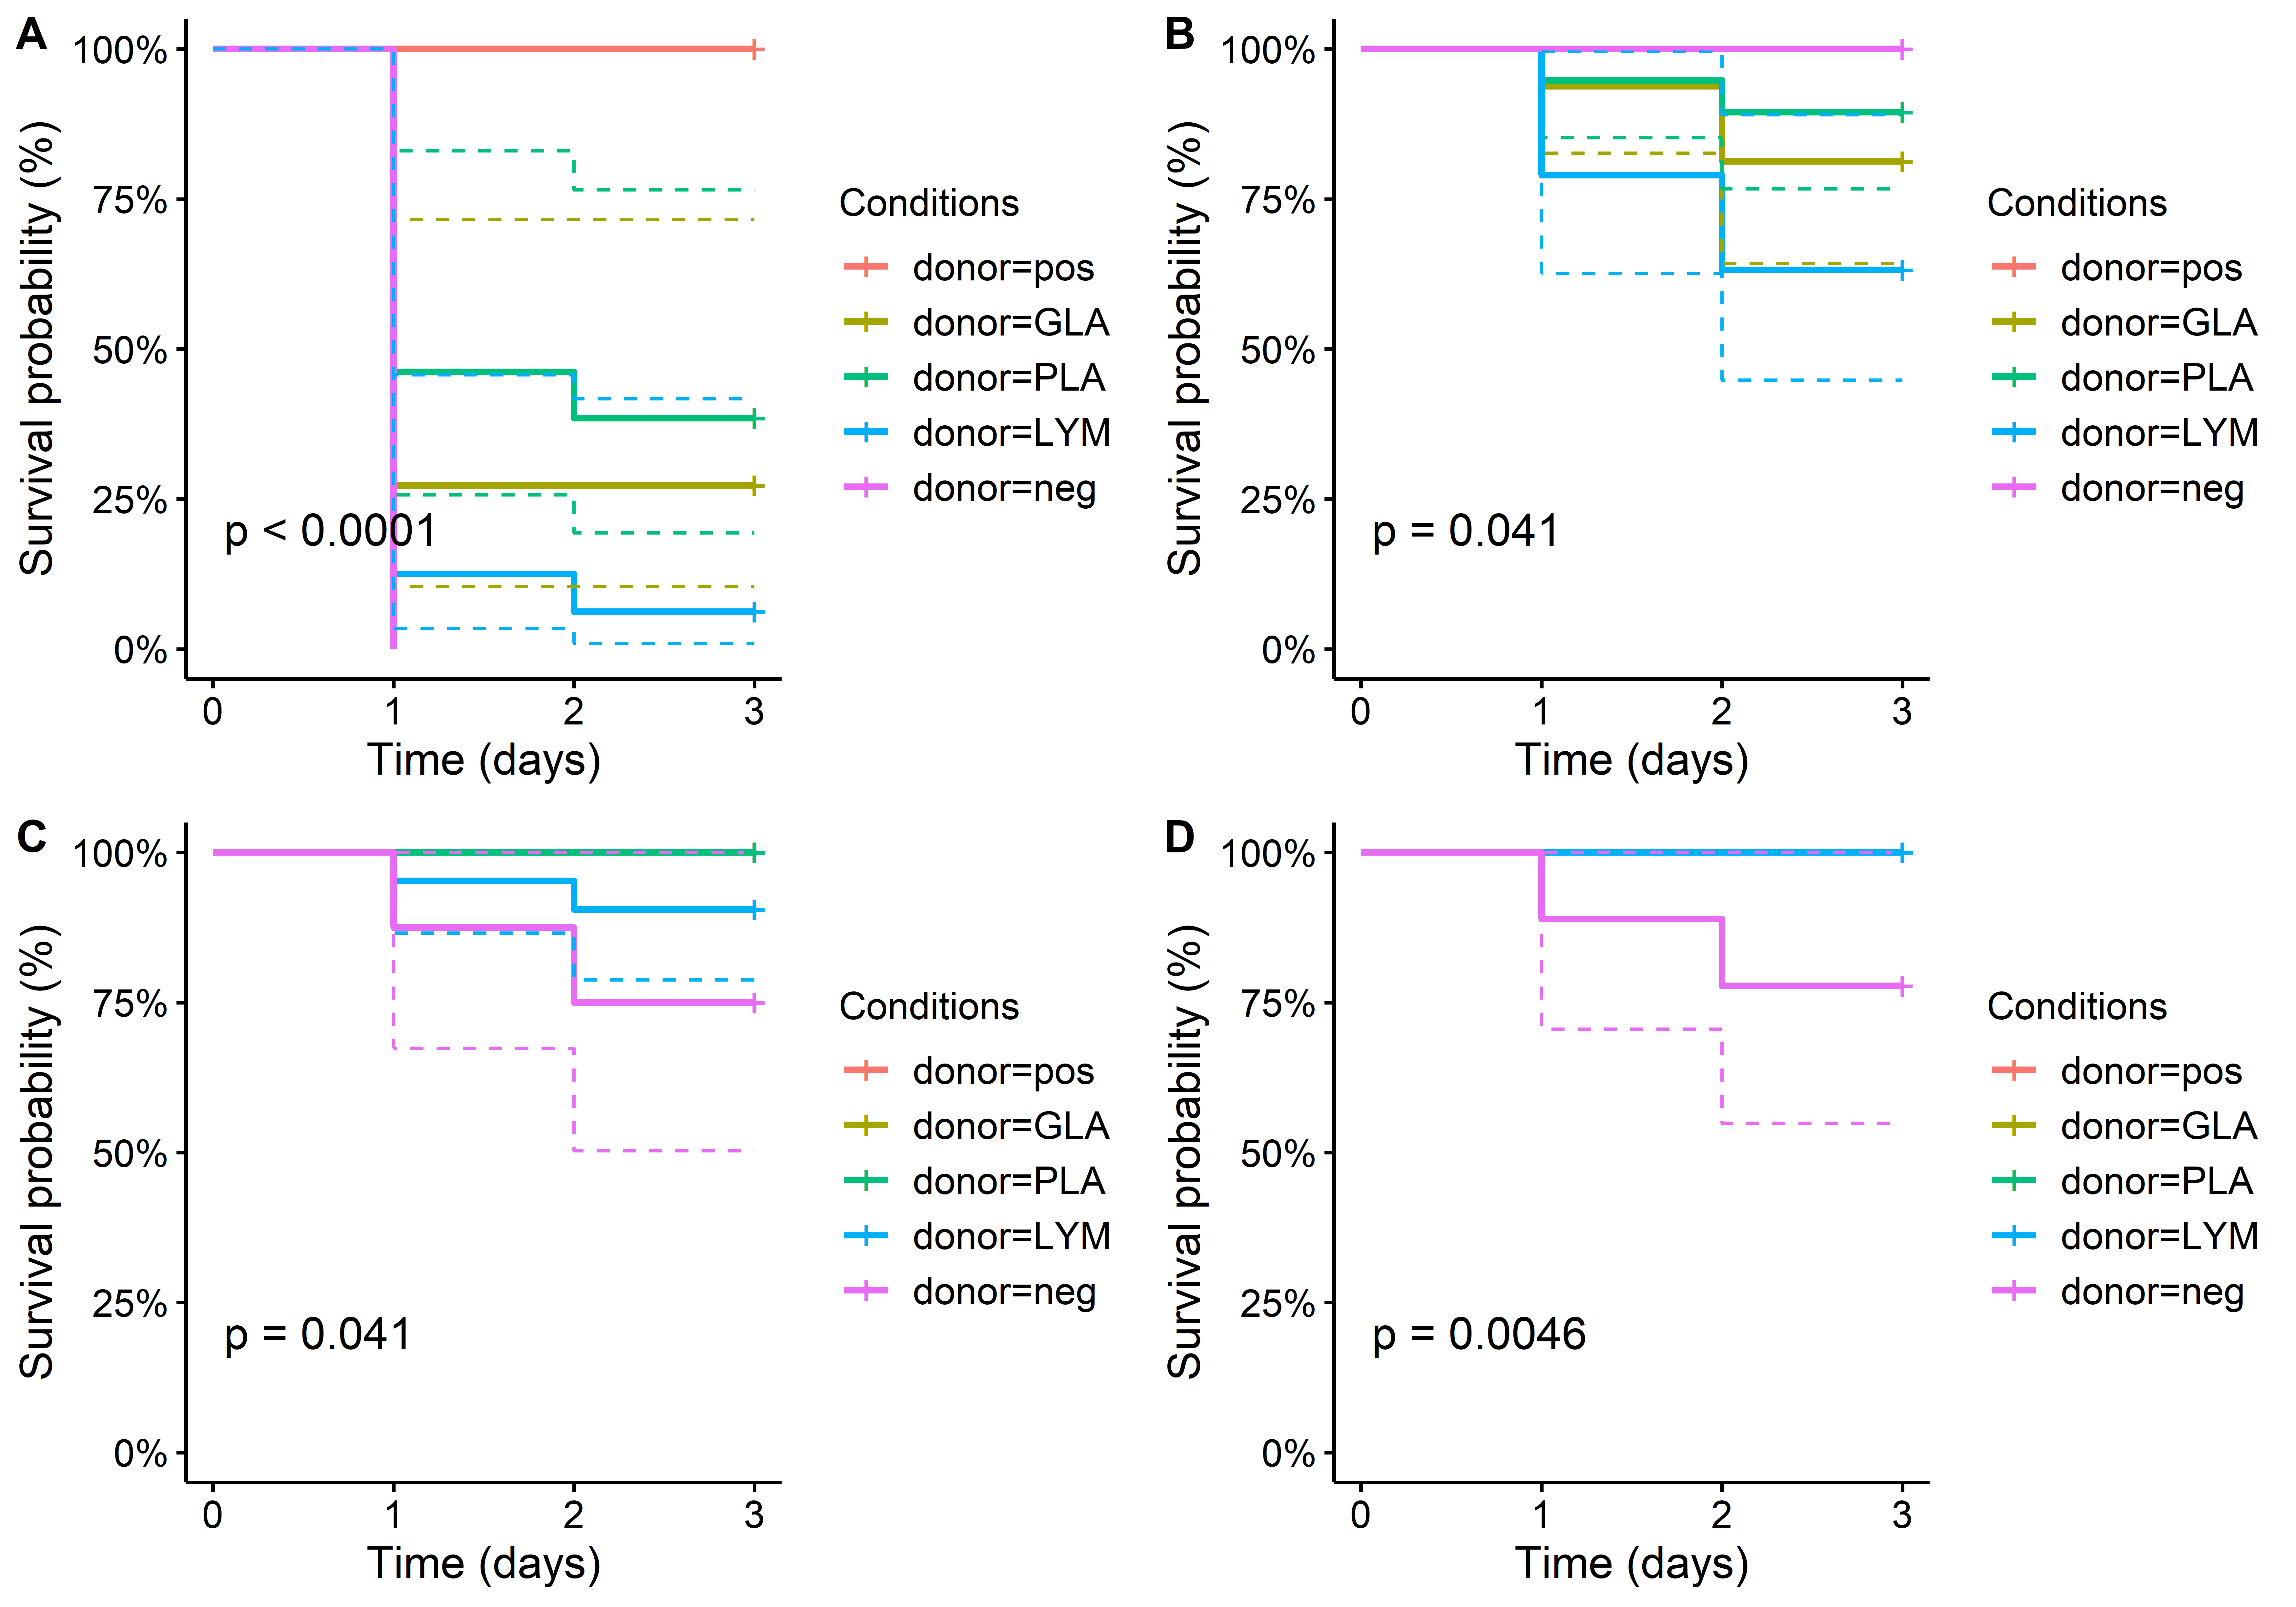 A
100%
75%
50%
25%
0%
Survival probability (%)
p < 0.0001
0 1 2 3
Time (days)
Conditions
donor=pos
donor=GLA
donor=PLA
donor=LYM
donor=neg
B
100%
75%
50%
25%
0%
Survival probability (%)
p = 0.041
0 1 2 3
Time (days)
Conditions
donor=pos
donor=GLA
donor=PLA
donor=LYM
donor=neg
C
100%
75%
50%
25%
0%
Survival probability (%)
p = 0.041
0 1 2 3
Time (days)
Conditions
donor=pos
donor=GLA
donor=PLA
donor=LYM
donor=neg
D
100%
75%
50%
25%
0%
Survival probability (%)
p = 0.0046
0 1 2 3
Time (days)
Conditions
donor=pos
donor=GLA
donor=PLA
donor=LYM
donor=neg